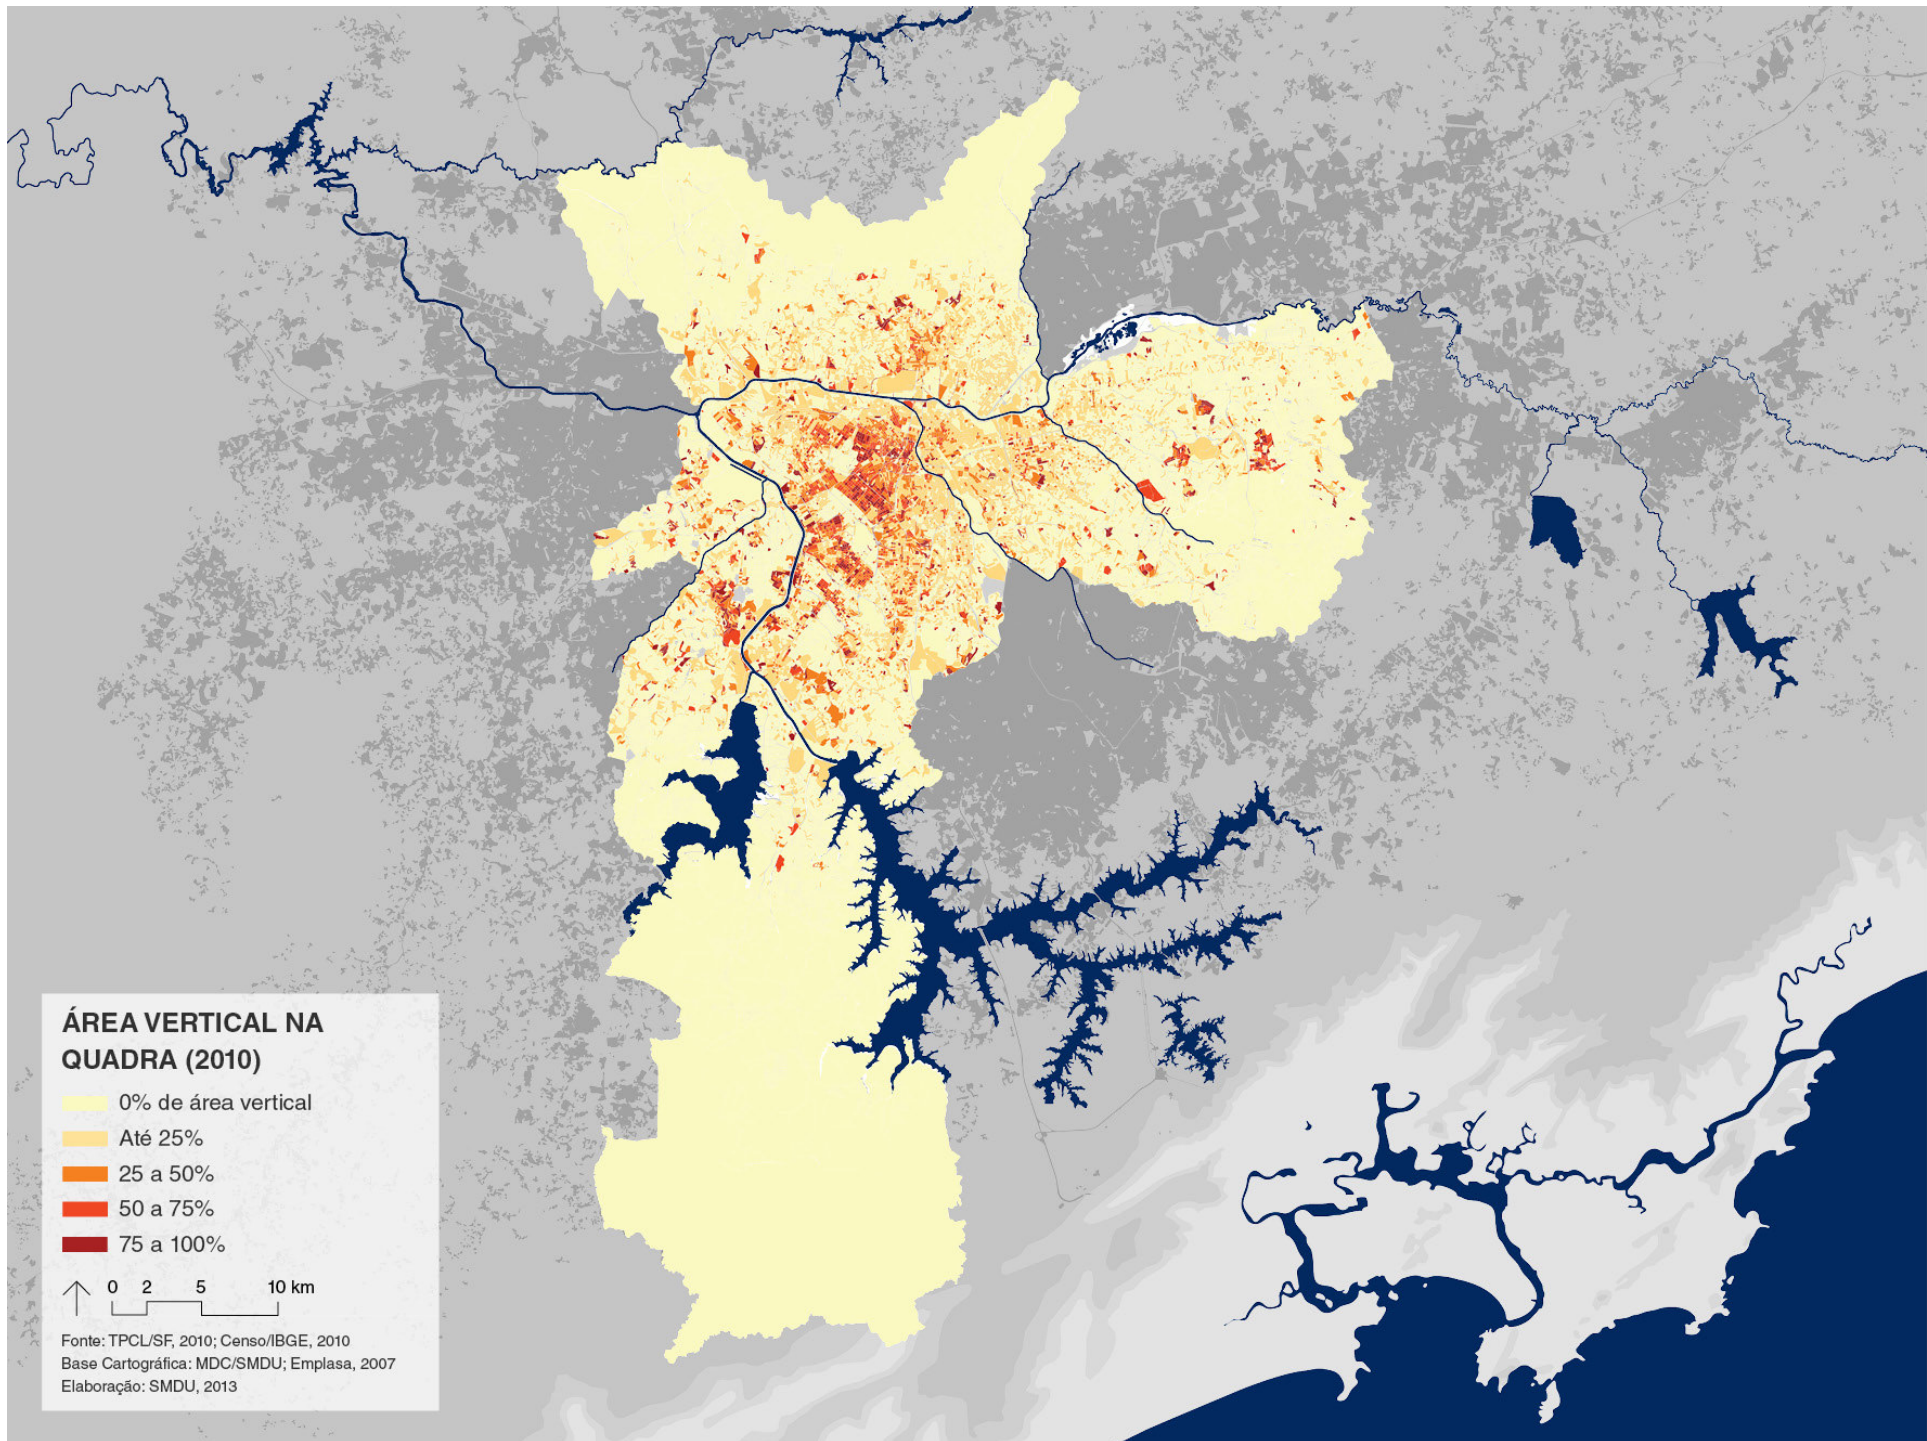 ÁREA VERTICAL NA
QUADRA (2010)
0% de área vertical
Até 25%
25 a 50%
50 a 75%
75 a 100%
0 2 5 10 km
Fonte: TPCL/SF, 2010; Censo/IBGE, 2010
Base Cartográfica: MDC/SMDU; Emplasa, 2007
Elaboração: SMDU, 2013